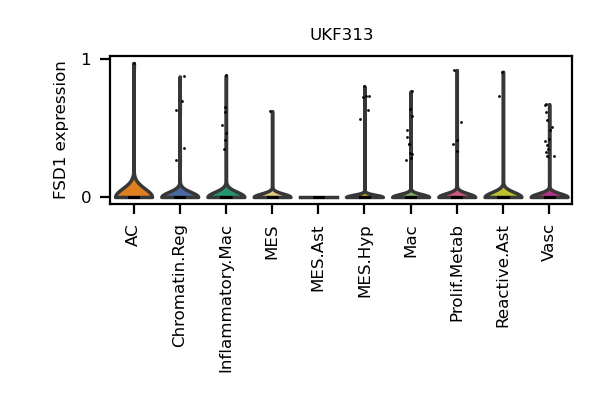 UKF313
FSD1 expression
1
0
AC
Chromatin.Reg
Inflammatory.Mac
MES
MES.Ast
MES.Hyp
Mac
Prolif.Metab
Reactive.Ast
Vasc